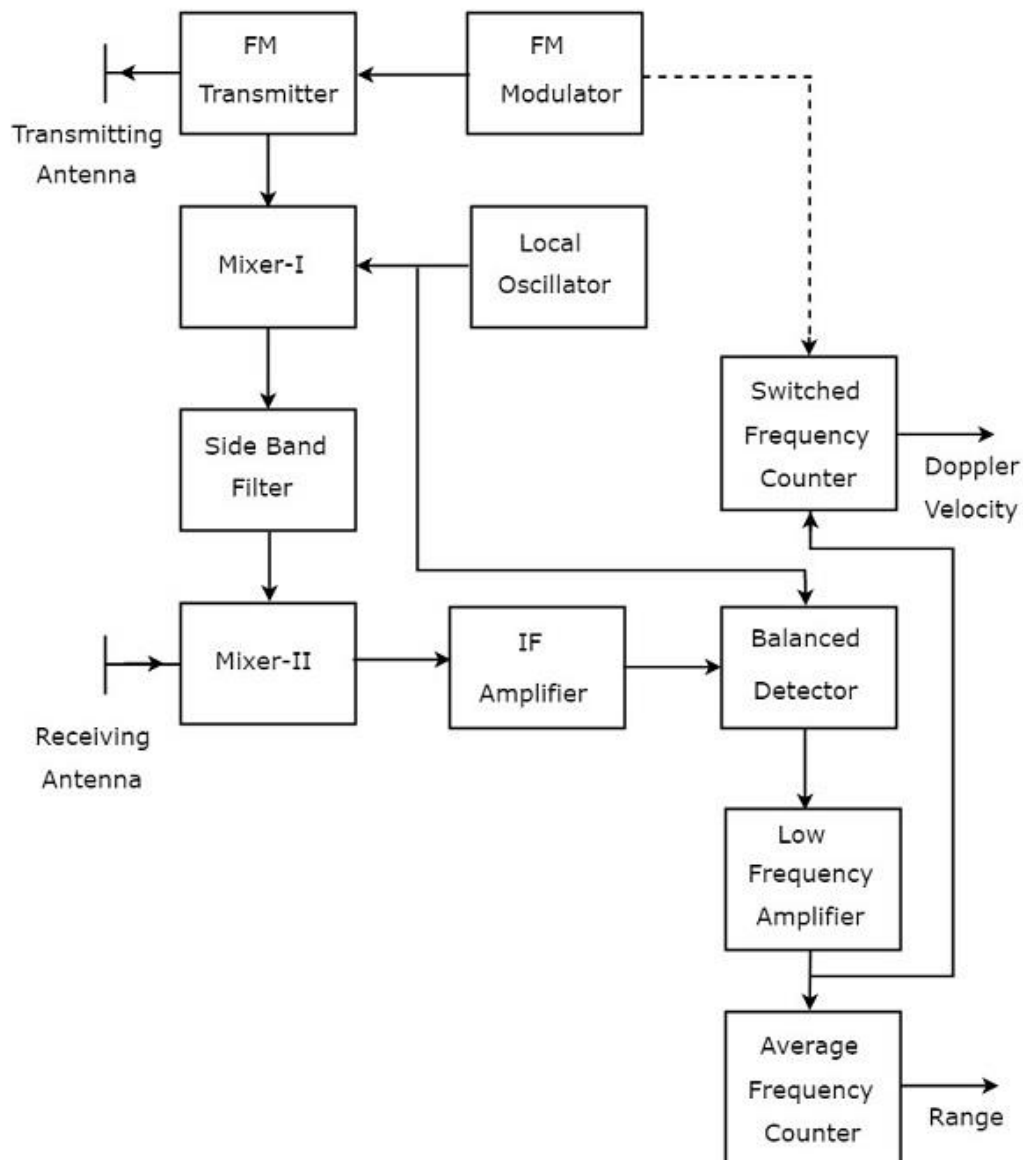 FM
Transmitter
FM
Modulator
Transmitting
Antenna
Mixer-I
Local
Oscillator
Side Band
Filter
Switched
Frequency
Counter
Doppler
Velocity
Mixer-II
IF
Amplifier
Balanced
Detector
Receiving
Antenna
Low
Frequency
Amplifier
Average
Frequency
Counter
Range